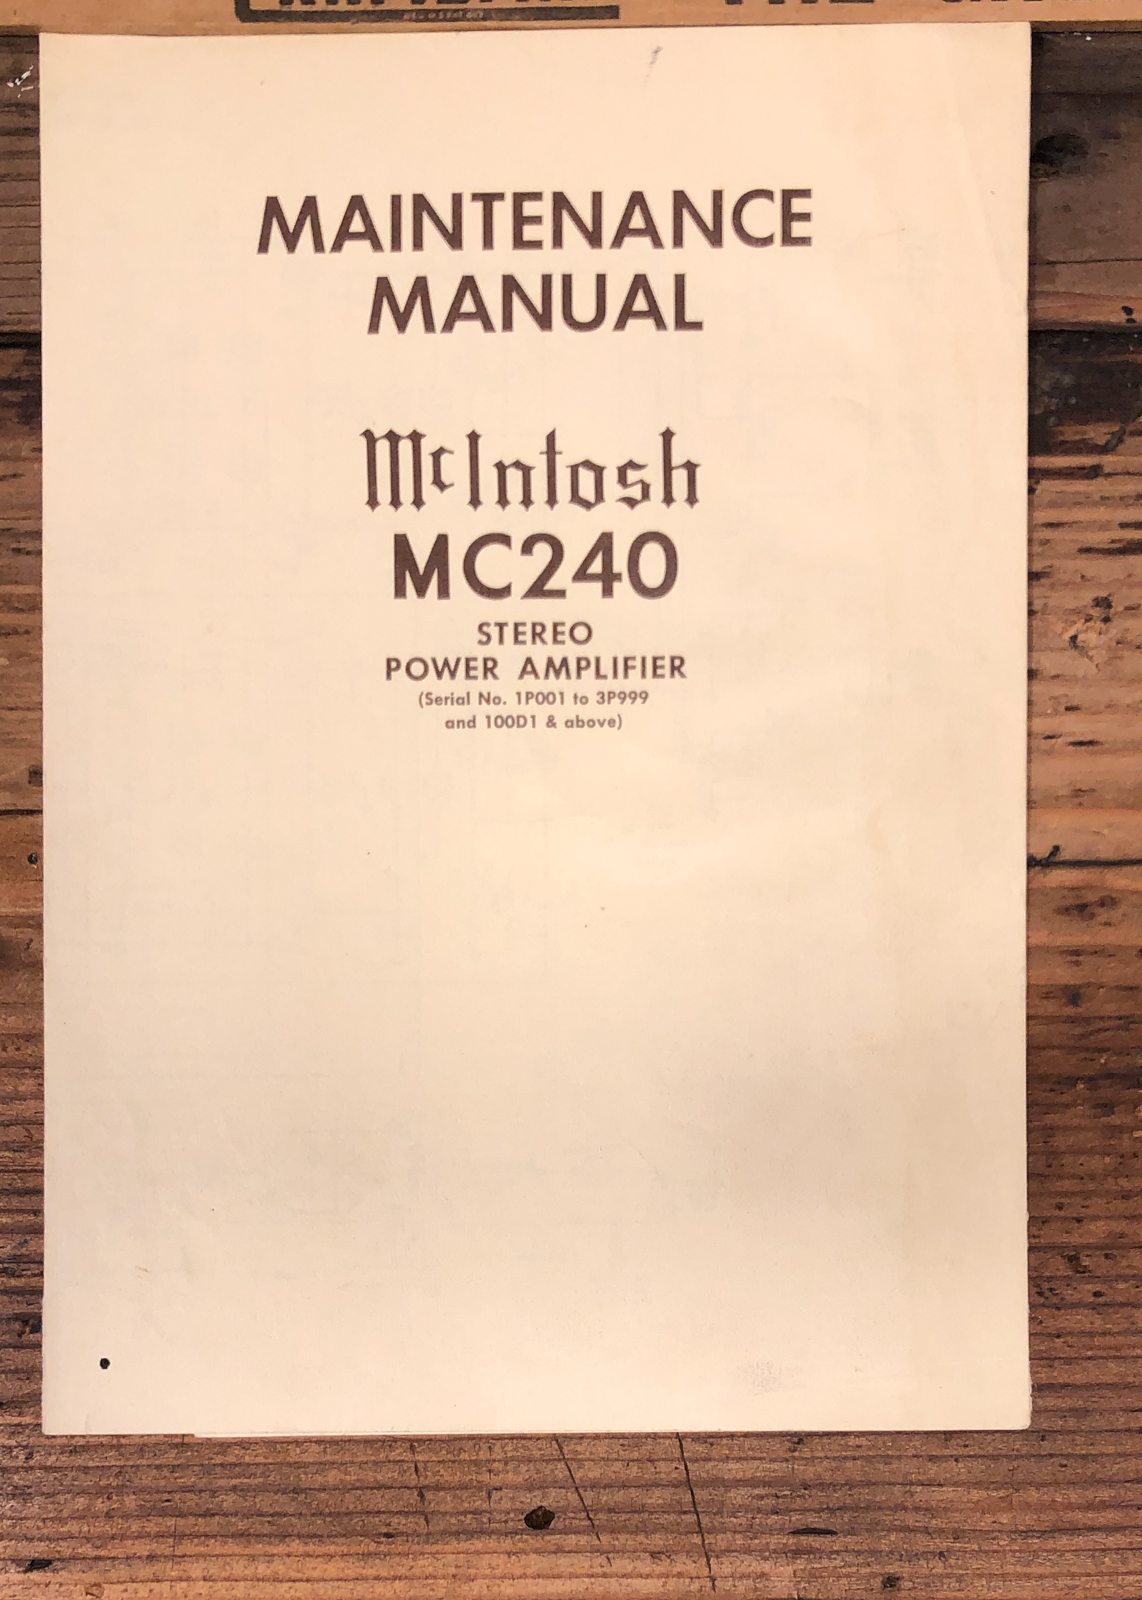 MAINTENANCE
MANUAL
McIntosh
MC240
STEREO
POWER AMPLIFIER
(Serial No. 1P001 to 3P999
and 100D1 & above)